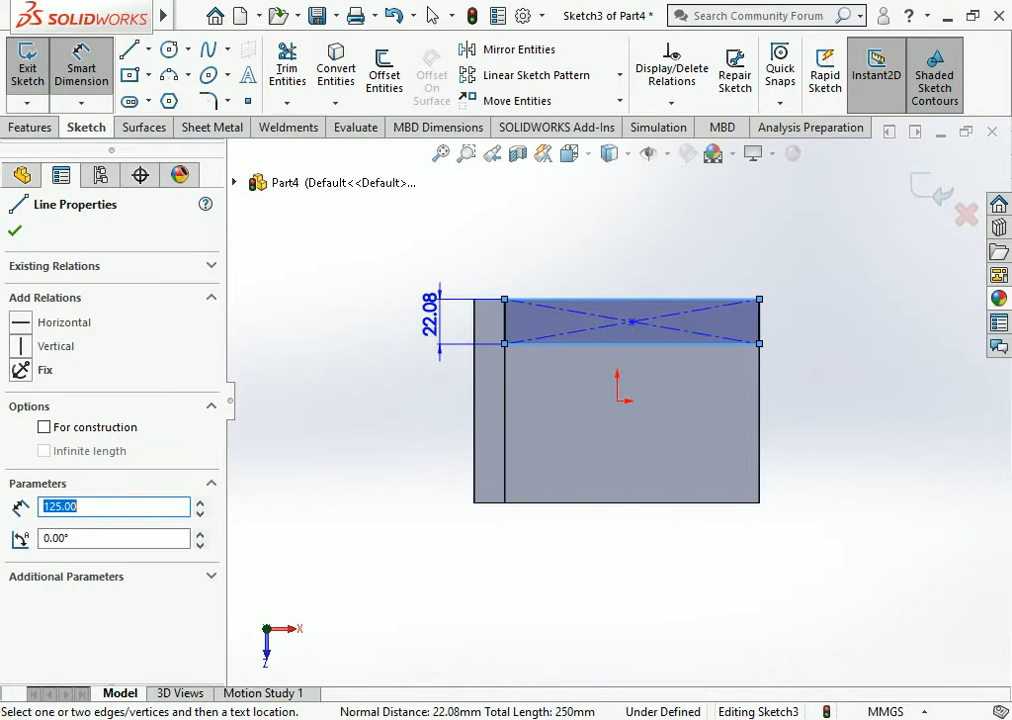 SOLIDWORKS
Sketch3 of Part4 *
Search Community Forum
?
Exit Sketch
Smart Dimension
Trim Entities
Convert Entities
Offset Entities
Offset On Surface
Mirror Entities
Linear Sketch Pattern
Move Entities
Display/Delete Relations
Repair Sketch
Quick Snaps
Rapid Sketch
Instant2D
Shaded Sketch Contours
Features
Sketch
Surfaces
Sheet Metal
Weldments
Evaluate
MBD Dimensions
SOLIDWORKS Add-Ins
Simulation
MBD
Analysis Preparation
Part4 (Default<<Default>...
Line Properties
?
Existing Relations
Add Relations
Horizontal
Vertical
Fix
Options
For construction
Infinite length
Parameters
125.00
0.00°
Additional Parameters
22.08
X
Z
Model
3D Views
Motion Study 1
Select one or two edges/vertices and then a text location.
Normal Distance: 22.08mm Total Length: 250mm
Under Defined
Editing Sketch3
MMGS